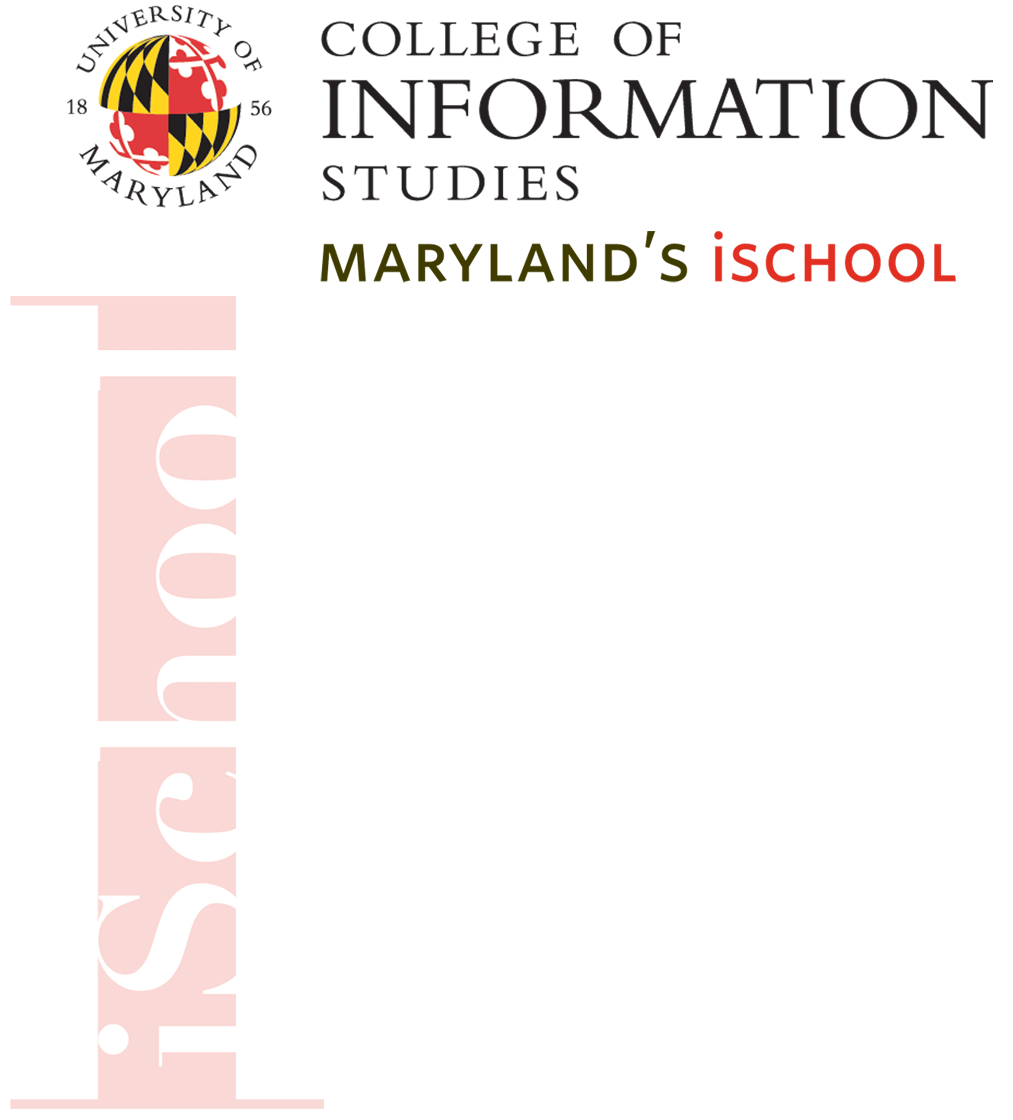 UNIVERSITY OF
18 56
MARYLAND
COLLEGE OF
INFORMATION
STUDIES
MARYLAND'S iSCHOOL
iSchool